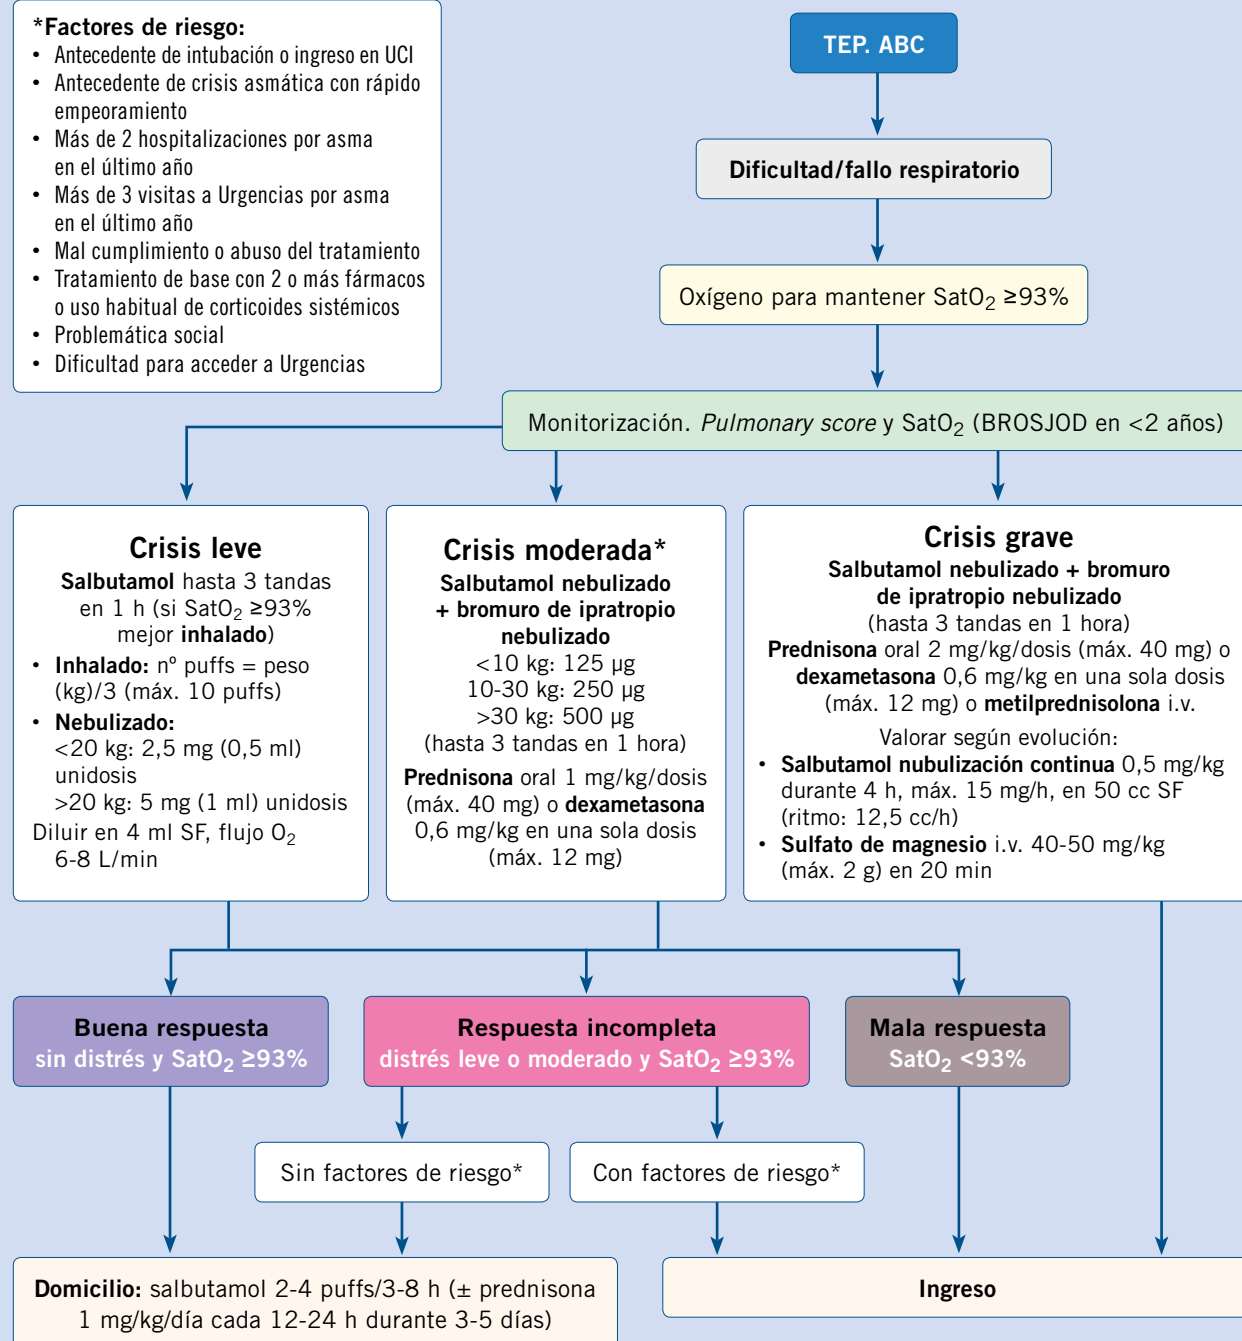 *Factores de riesgo:
• Antecedente de intubación o ingreso en UCI
• Antecedente de crisis asmática con rápido
empeoramiento
• Más de 2 hospitalizaciones por asma
en el último año
• Más de 3 visitas a Urgencias por asma
en el último año
• Mal cumplimiento o abuso del tratamiento
• Tratamiento de base con 2 o más fármacos
o uso habitual de corticoides sistémicos
• Problemática social
• Dificultad para acceder a Urgencias
TEP. ABC
Dificultad/fallo respiratorio
Oxígeno para mantener SatO₂ ≥93%
Monitorización. Pulmonary score y SatO₂ (BROSJOD en <2 años)
Crisis leve
Salbutamol hasta 3 tandas
en 1 h (si SatO₂ ≥93%
mejor inhalado)
• Inhalado: nº puffs = peso
(kg)/3 (máx. 10 puffs)
• Nebulizado:
<20 kg: 2,5 mg (0,5 ml)
unidosis
>20 kg: 5 mg (1 ml) unidosis
Diluir en 4 ml SF, flujo O₂
6-8 L/min
Crisis moderada*
Salbutamol nebulizado
+ bromuro de ipratropio
nebulizado
<10 kg: 125 µg
10-30 kg: 250 µg
>30 kg: 500 µg
(hasta 3 tandas en 1 hora)
Prednisona oral 1 mg/kg/dosis
(máx. 40 mg) o dexametasona
0,6 mg/kg en una sola dosis
(máx. 12 mg)
Crisis grave
Salbutamol nebulizado + bromuro
de ipratropio nebulizado
(hasta 3 tandas en 1 hora)
Prednisona oral 2 mg/kg/dosis (máx. 40 mg) o
dexametasona 0,6 mg/kg en una sola dosis
(máx. 12 mg) o metilprednisolona i.v.
Valorar según evolución:
• Salbutamol nubulización continua 0,5 mg/kg
durante 4 h, máx. 15 mg/h, en 50 cc SF
(ritmo: 12,5 cc/h)
• Sulfato de magnesio i.v. 40-50 mg/kg
(máx. 2 g) en 20 min
Buena respuesta
sin distrés y SatO₂ ≥93%
Respuesta incompleta
distrés leve o moderado y SatO₂ ≥93%
Mala respuesta
SatO₂ <93%
Sin factores de riesgo*
Con factores de riesgo*
Domicilio: salbutamol 2-4 puffs/3-8 h (± prednisona
1 mg/kg/día cada 12-24 h durante 3-5 días)
Ingreso